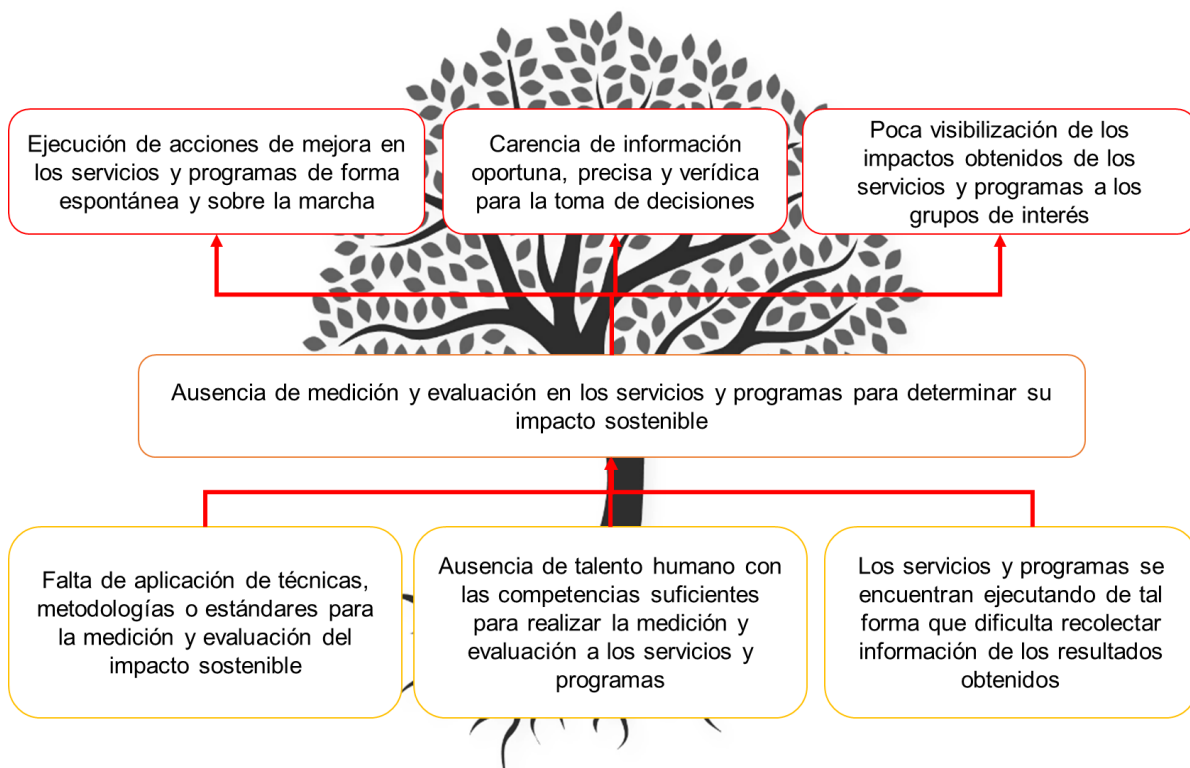 Ejecución de acciones de mejora en
los servicios y programas de forma
espontánea y sobre la marcha
Carencia de información
oportuna, precisa y verídica
para la toma de decisiones
Poca visibilización de los
impactos obtenidos de los
servicios y programas a los
grupos de interés
Ausencia de medición y evaluación en los servicios y programas para determinar su
impacto sostenible
Falta de aplicación de técnicas,
metodologías o estándares para
la medición y evaluación del
impacto sostenible
Ausencia de talento humano con
las competencias suficientes
para realizar la medición y
evaluación a los servicios y
programas
Los servicios y programas se
encuentran ejecutando de tal
forma que dificulta recolectar
información de los resultados
obtenidos